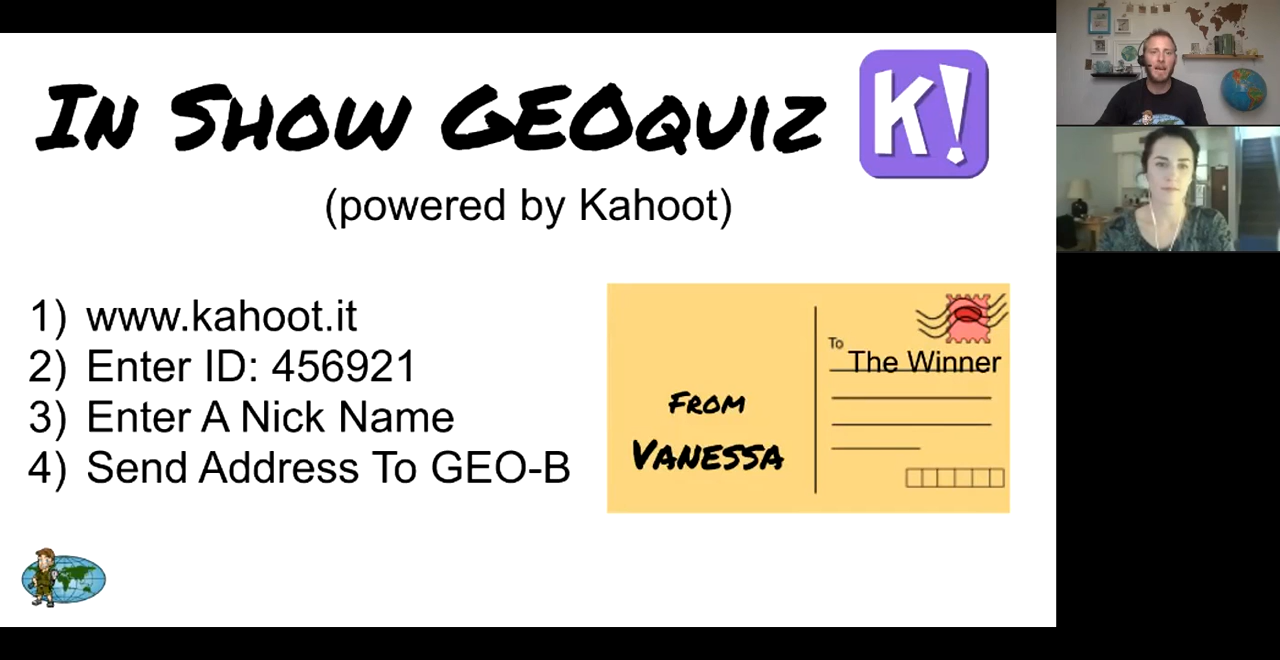 In Show GEOquiz
K!
(powered by Kahoot)
1) www.kahoot.it
2) Enter ID: 456921
3) Enter A Nick Name
4) Send Address To GEO-B
To
The Winner
From
Vanessa